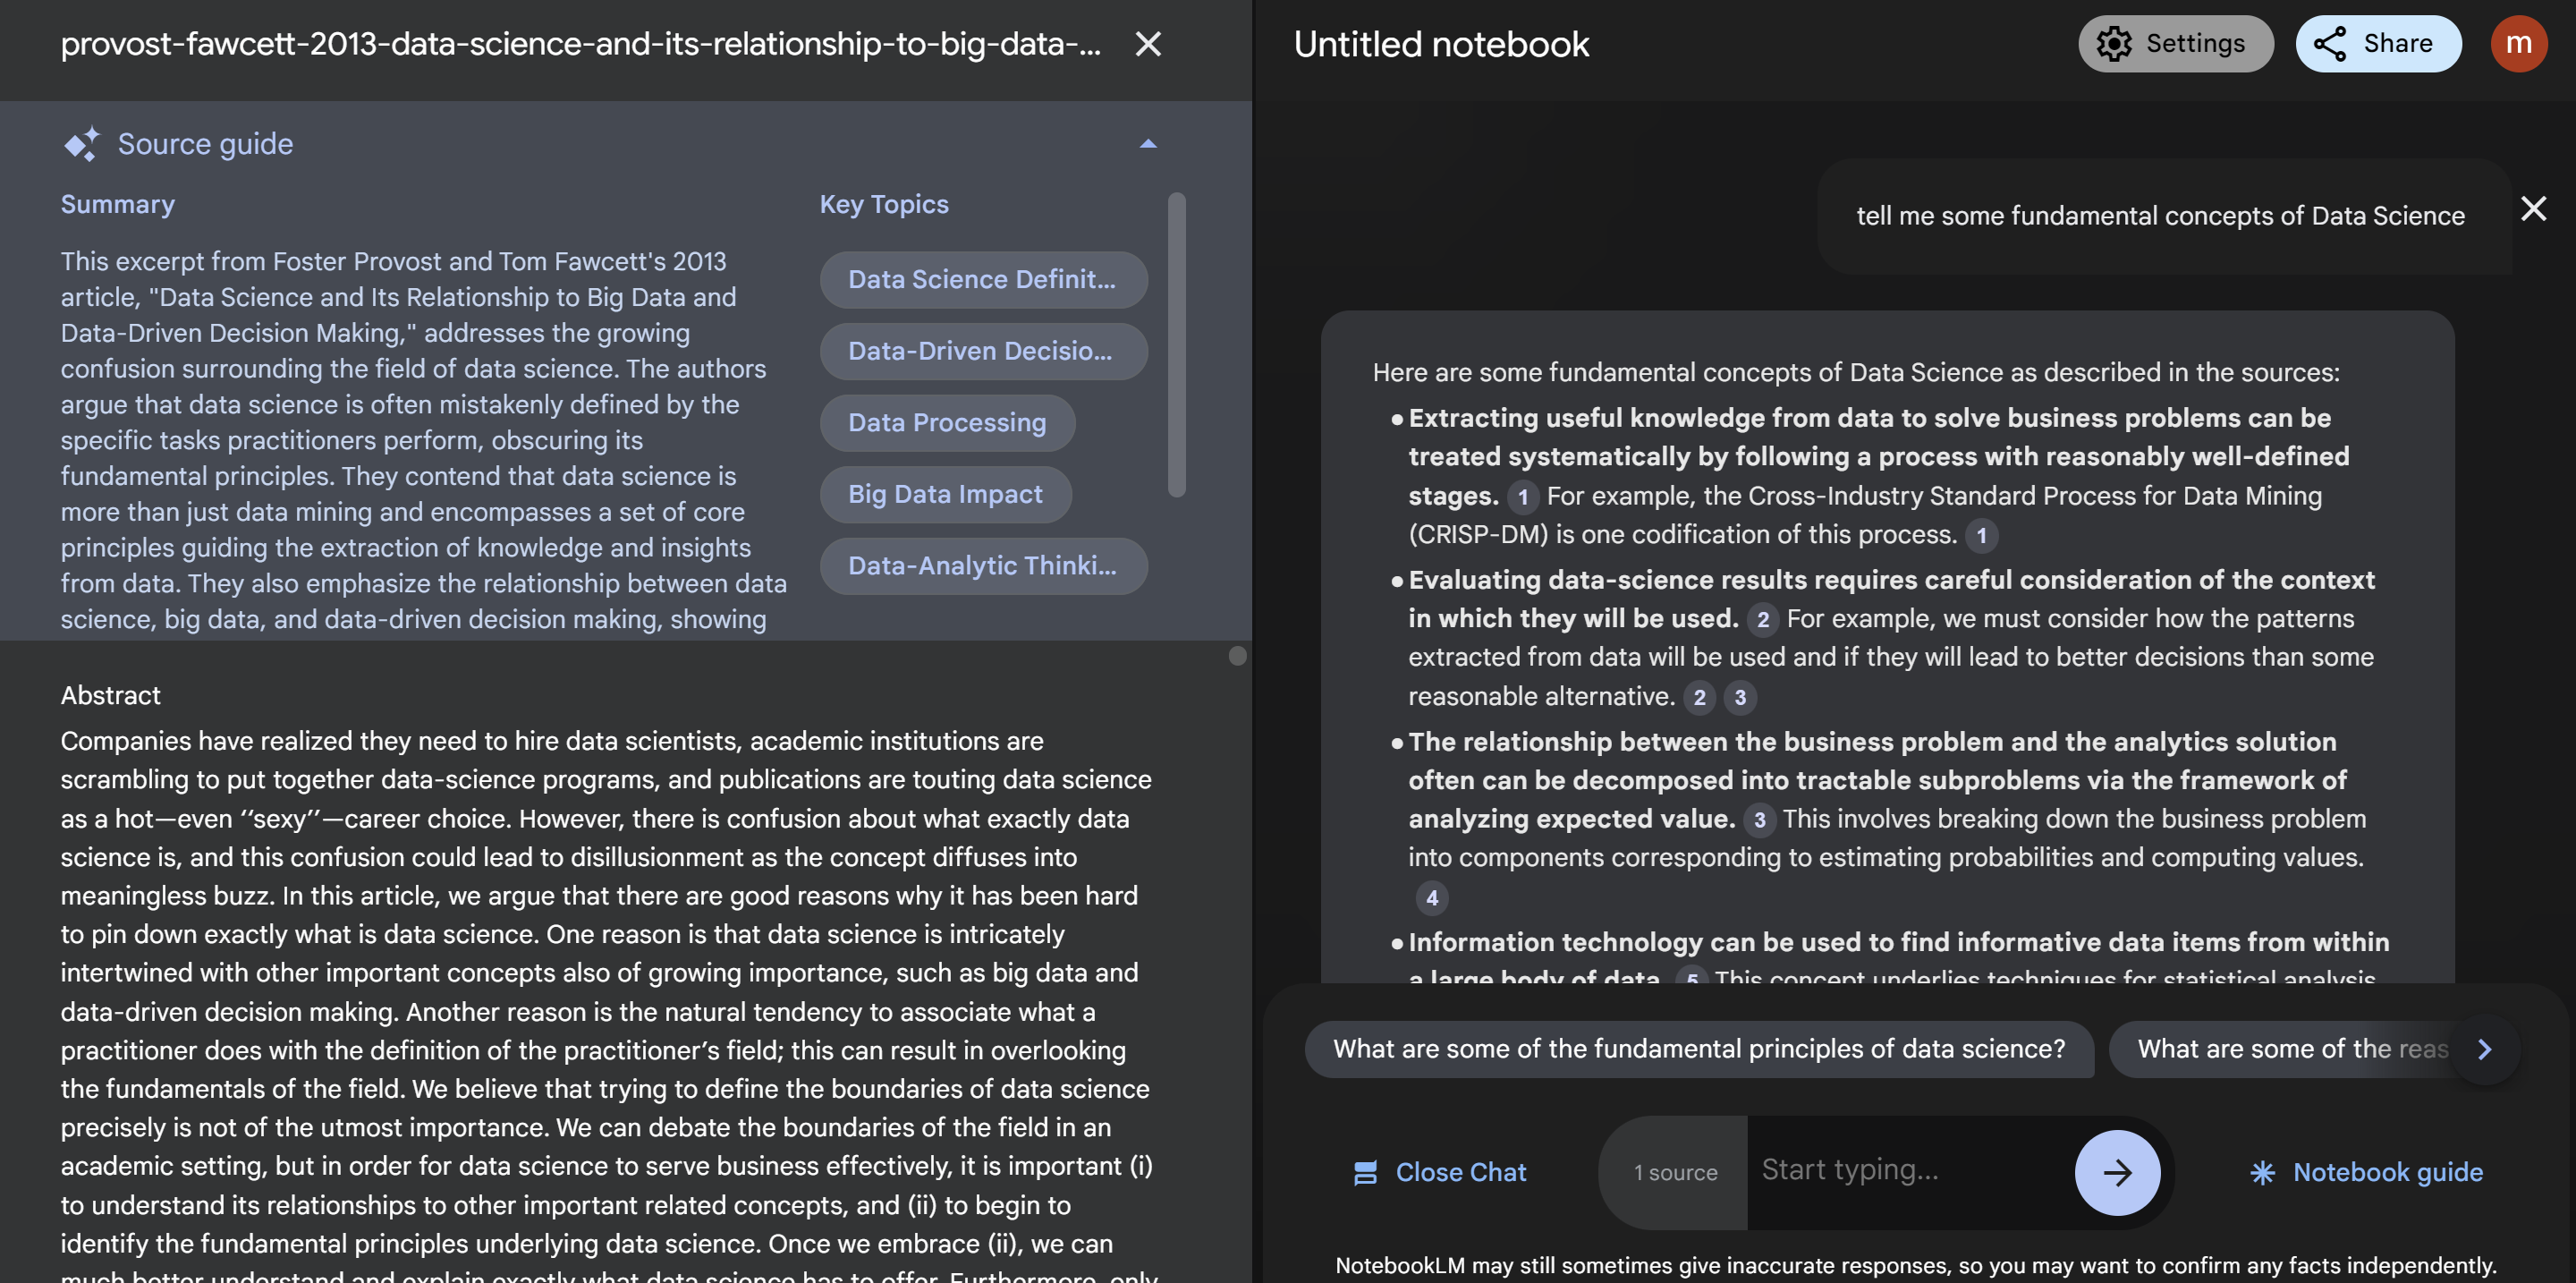 provost-fawcett-2013-data-science-and-its-relationship-to-big-data-...
Source guide
Summary
This excerpt from Foster Provost and Tom Fawcett's 2013
article, "Data Science and Its Relationship to Big Data and
Data-Driven Decision Making," addresses the growing
confusion surrounding the field of data science. The authors
argue that data science is often mistakenly defined by the
specific tasks practitioners perform, obscuring its
fundamental principles. They contend that data science is
more than just data mining and encompasses a set of core
principles guiding the extraction of knowledge and insights
from data. They also emphasize the relationship between data
science, big data, and data-driven decision making, showing
Key Topics
Data Science Definit...
Data-Driven Decisio...
Data Processing
Big Data Impact
Data-Analytic Thinki...
Abstract
Companies have realized they need to hire data scientists, academic institutions are
scrambling to put together data-science programs, and publications are touting data science
as a hot—even ‘‘sexy’’—career choice. However, there is confusion about what exactly data
science is, and this confusion could lead to disillusionment as the concept diffuses into
meaningless buzz. In this article, we argue that there are good reasons why it has been hard
to pin down exactly what is data science. One reason is that data science is intricately
intertwined with other important concepts also of growing importance, such as big data and
data-driven decision making. Another reason is the natural tendency to associate what a
practitioner does with the definition of the practitioner’s field; this can result in overlooking
the fundamentals of the field. We believe that trying to define the boundaries of data science
precisely is not of the utmost importance. We can debate the boundaries of the field in an
academic setting, but in order for data science to serve business effectively, it is important (i)
to understand its relationships to other important related concepts, and (ii) to begin to
identify the fundamental principles underlying data science. Once we embrace (ii), we can
much better understand and explain exactly what data science has to offer. Furthermore, only
Untitled notebook
Settings
Share
m
tell me some fundamental concepts of Data Science
Here are some fundamental concepts of Data Science as described in the sources:
● Extracting useful knowledge from data to solve business problems can be
treated systematically by following a process with reasonably well-defined
stages. 1 For example, the Cross-Industry Standard Process for Data Mining
(CRISP-DM) is one codification of this process. 1
● Evaluating data-science results requires careful consideration of the context
in which they will be used. 2 For example, we must consider how the patterns
extracted from data will be used and if they will lead to better decisions than some
reasonable alternative. 2 3
● The relationship between the business problem and the analytics solution
often can be decomposed into tractable subproblems via the framework of
analyzing expected value. 3 This involves breaking down the business problem
into components corresponding to estimating probabilities and computing values.
4
● Information technology can be used to find informative data items from within
a large body of data. 5 This concept underlies techniques for statistical analysis
What are some of the fundamental principles of data science?
What are some of the reas
Close Chat
1 source
Start typing...
Notebook guide
NotebookLM may still sometimes give inaccurate responses, so you may want to confirm any facts independently.